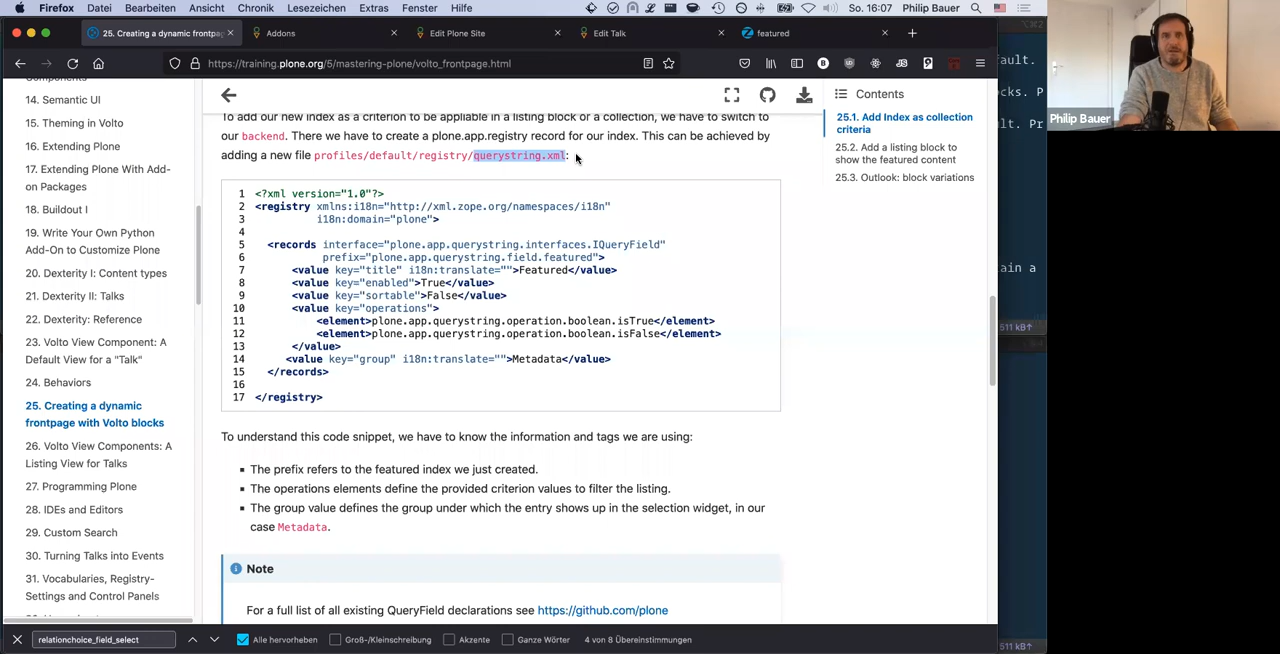 Firefox Datei Bearbeiten Ansicht Chronik Lesezeichen Extras Fenster Hilfe So. 16:07 Philip Bauer
25. Creating a dynamic frontpag
Addons
Edit Plone Site
Edit Talk
featured
https://training.plone.org/5/mastering-plone/volto_frontpage.html
Components
14. Semantic UI
15. Theming in Volto
16. Extending Plone
17. Extending Plone With Add-
on Packages
18. Buildout I
19. Write Your Own Python
Add-On to Customize Plone
20. Dexterity I: Content types
21. Dexterity II: Talks
22. Dexterity: Reference
23. Volto View Component: A
Default View for a "Talk"
24. Behaviors
25. Creating a dynamic
frontpage with Volto blocks
26. Volto View Components: A
Listing View for Talks
27. Programming Plone
28. IDEs and Editors
29. Custom Search
30. Turning Talks into Events
31. Vocabularies, Registry-
Settings and Control Panels
To add our new index as a criterion to be appliable in a listing block or a collection, we have to switch to
our backend. There we have to create a plone.app.registry record for our index. This can be achieved by
adding a new file profiles/default/registry/querystring.xml:
1 <?xml version="1.0"?>
2 <registry xmlns:i18n="http://xml.zope.org/namespaces/i18n"
3 i18n:domain="plone">
4
5 <records interface="plone.app.querystring.interfaces.IQueryField"
6 prefix="plone.app.querystring.field.featured">
7 <value key="title" i18n:translate="">Featured</value>
8 <value key="enabled">True</value>
9 <value key="sortable">False</value>
10 <value key="operations">
11 <element>plone.app.querystring.operation.boolean.isTrue</element>
12 <element>plone.app.querystring.operation.boolean.isFalse</element>
13 </value>
14 <value key="group" i18n:translate="">Metadata</value>
15 </records>
16
17 </registry>
To understand this code snippet, we have to know the information and tags we are using:
▪ The prefix refers to the featured index we just created.
▪ The operations elements define the provided criterion values to filter the listing.
▪ The group value defines the group under which the entry shows up in the selection widget, in our
case Metadata.
Note
For a full list of all existing QueryField declarations see https://github.com/plone
Contents
25.1. Add Index as collection
criteria
25.2. Add a listing block to
show the featured content
25.3. Outlook: block variations
ault.
cks. P
lt. Pr
ain a
511 kB↑
511 kB↑
Philip Bauer
relationchoice_field_select
Alle hervorheben
Groß-/Kleinschreibung
Akzente
Ganze Wörter
4 von 8 Übereinstimmungen